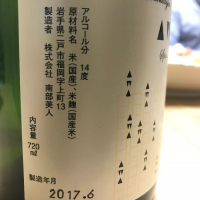 アルコール分 14度
原材料名 米(国産)、米麹(国産米)
岩手県二戸市福岡字上町13
製造者 株式会社 南部美人
内容量 720ml
製造年月
2017.6